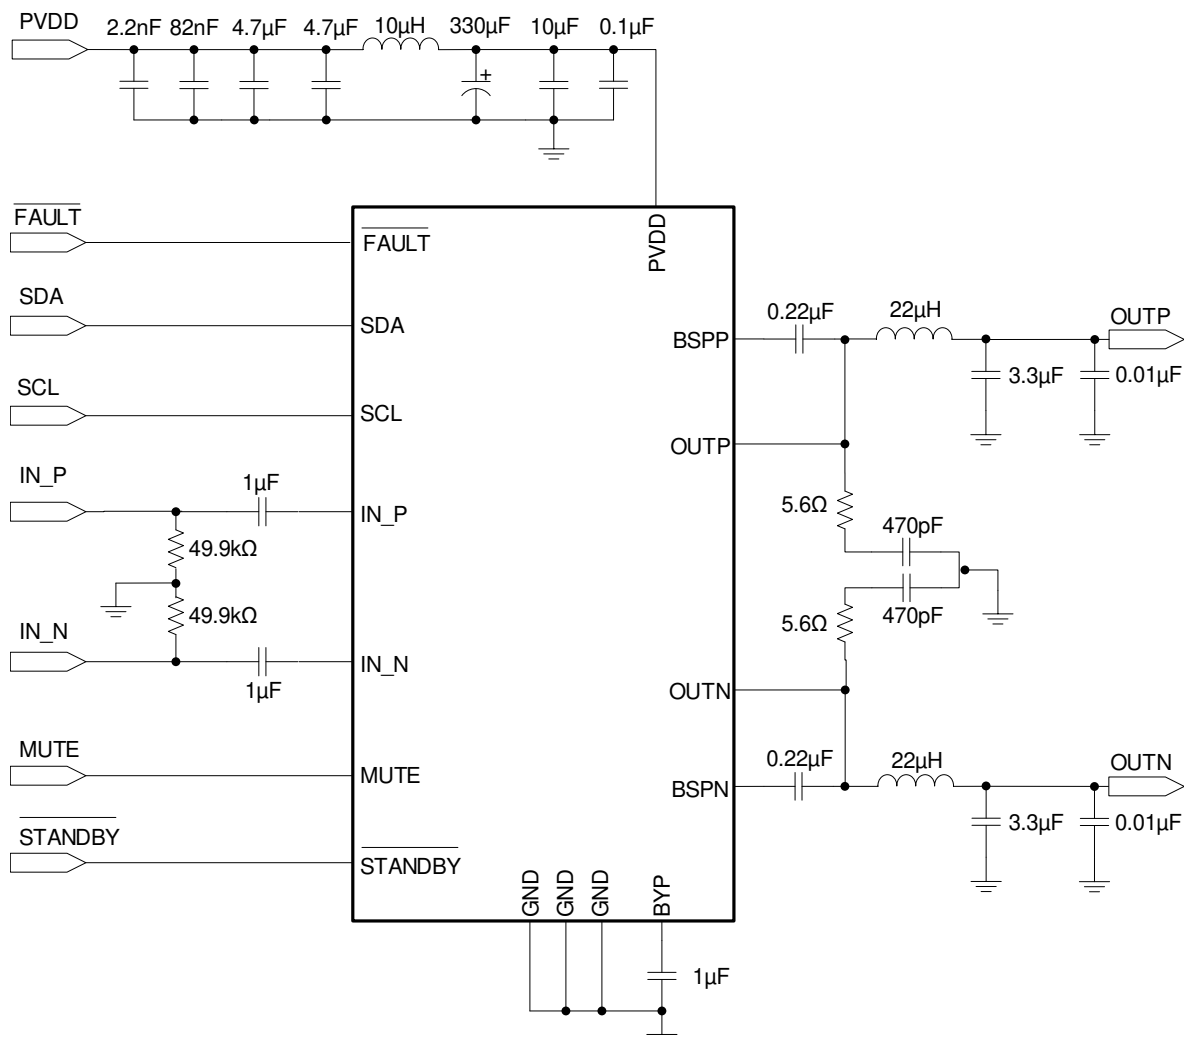 PVDD
2.2nF 82nF 4.7µF 4.7µF 10µH 330µF 10µF 0.1µF
+
FAULT
FAULT
PVDD
SDA
SDA
SCL
SCL
IN_P
1µF
IN_P
49.9kΩ
49.9kΩ
IN_N
1µF
IN_N
MUTE
MUTE
STANDBY
STANDBY
BSPP
0.22µF
22µH
OUTP
3.3µF
0.01µF
OUTP
5.6Ω
470pF
470pF
5.6Ω
OUTN
BSPN
0.22µF
22µH
OUTN
3.3µF
0.01µF
GND
GND
GND
BYP
1µF